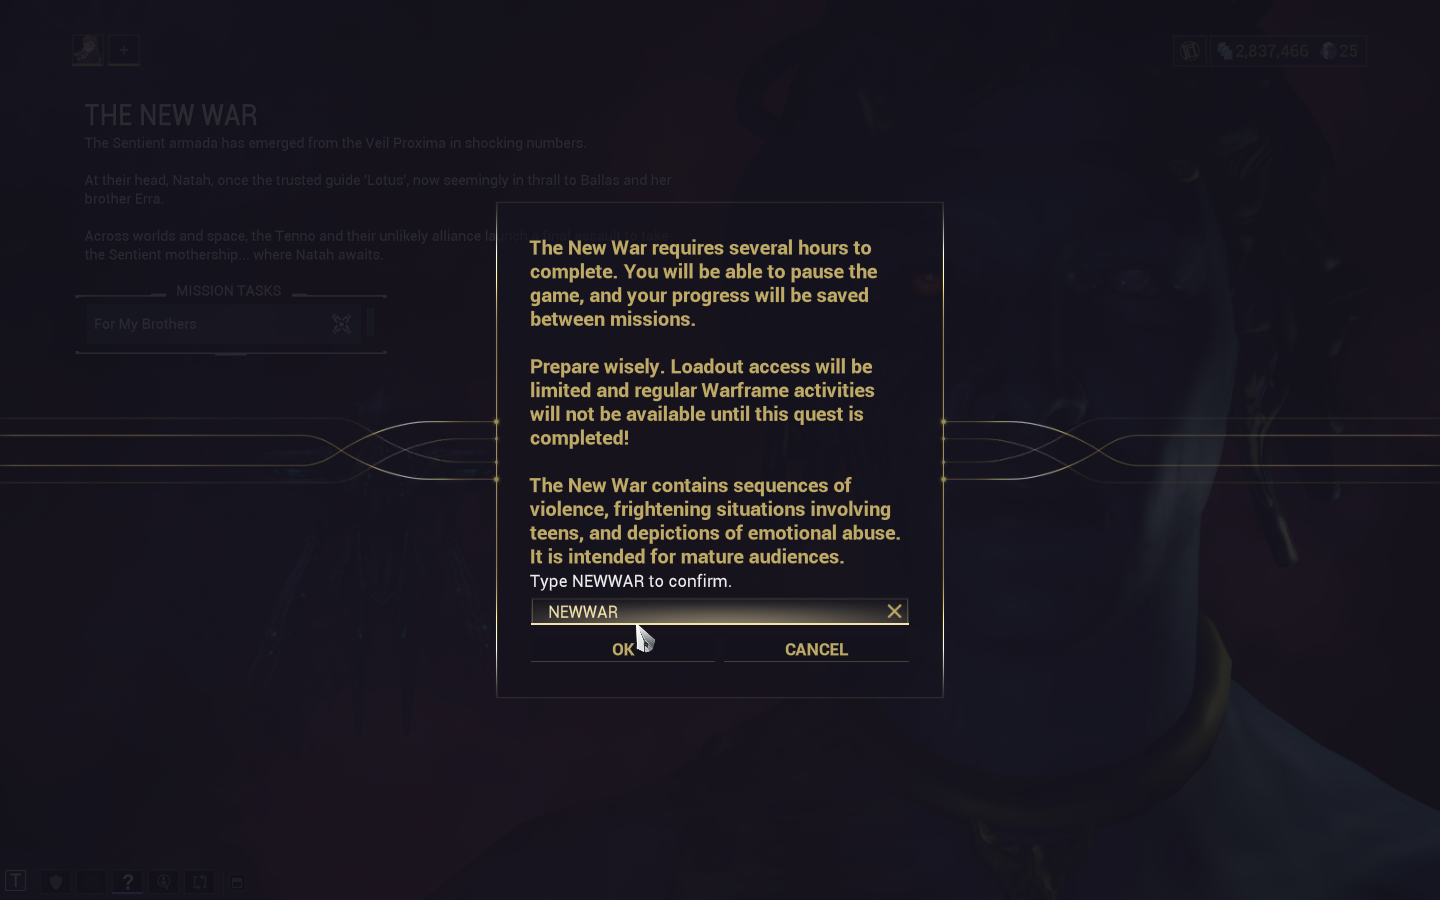 +
2,837,466
25
THE NEW WAR
The Sentient armada has emerged from the Veil Proxima in shocking numbers.
At their head, Natah, once the trusted guide 'Lotus', now seemingly in thrall to Ballas and her
brother Erra.
Across worlds and space, the Tenno and their unlikely alliance launch a final assault to take
the Sentient mothership... where Natah awaits.
MISSION TASKS
For My Brothers
The New War requires several hours to
complete. You will be able to pause the
game, and your progress will be saved
between missions.
Prepare wisely. Loadout access will be
limited and regular Warframe activities
will not be available until this quest is
completed!
The New War contains sequences of
violence, frightening situations involving
teens, and depictions of emotional abuse.
It is intended for mature audiences.
Type NEWWAR to confirm.
NEWWAR
OK
CANCEL
T
?